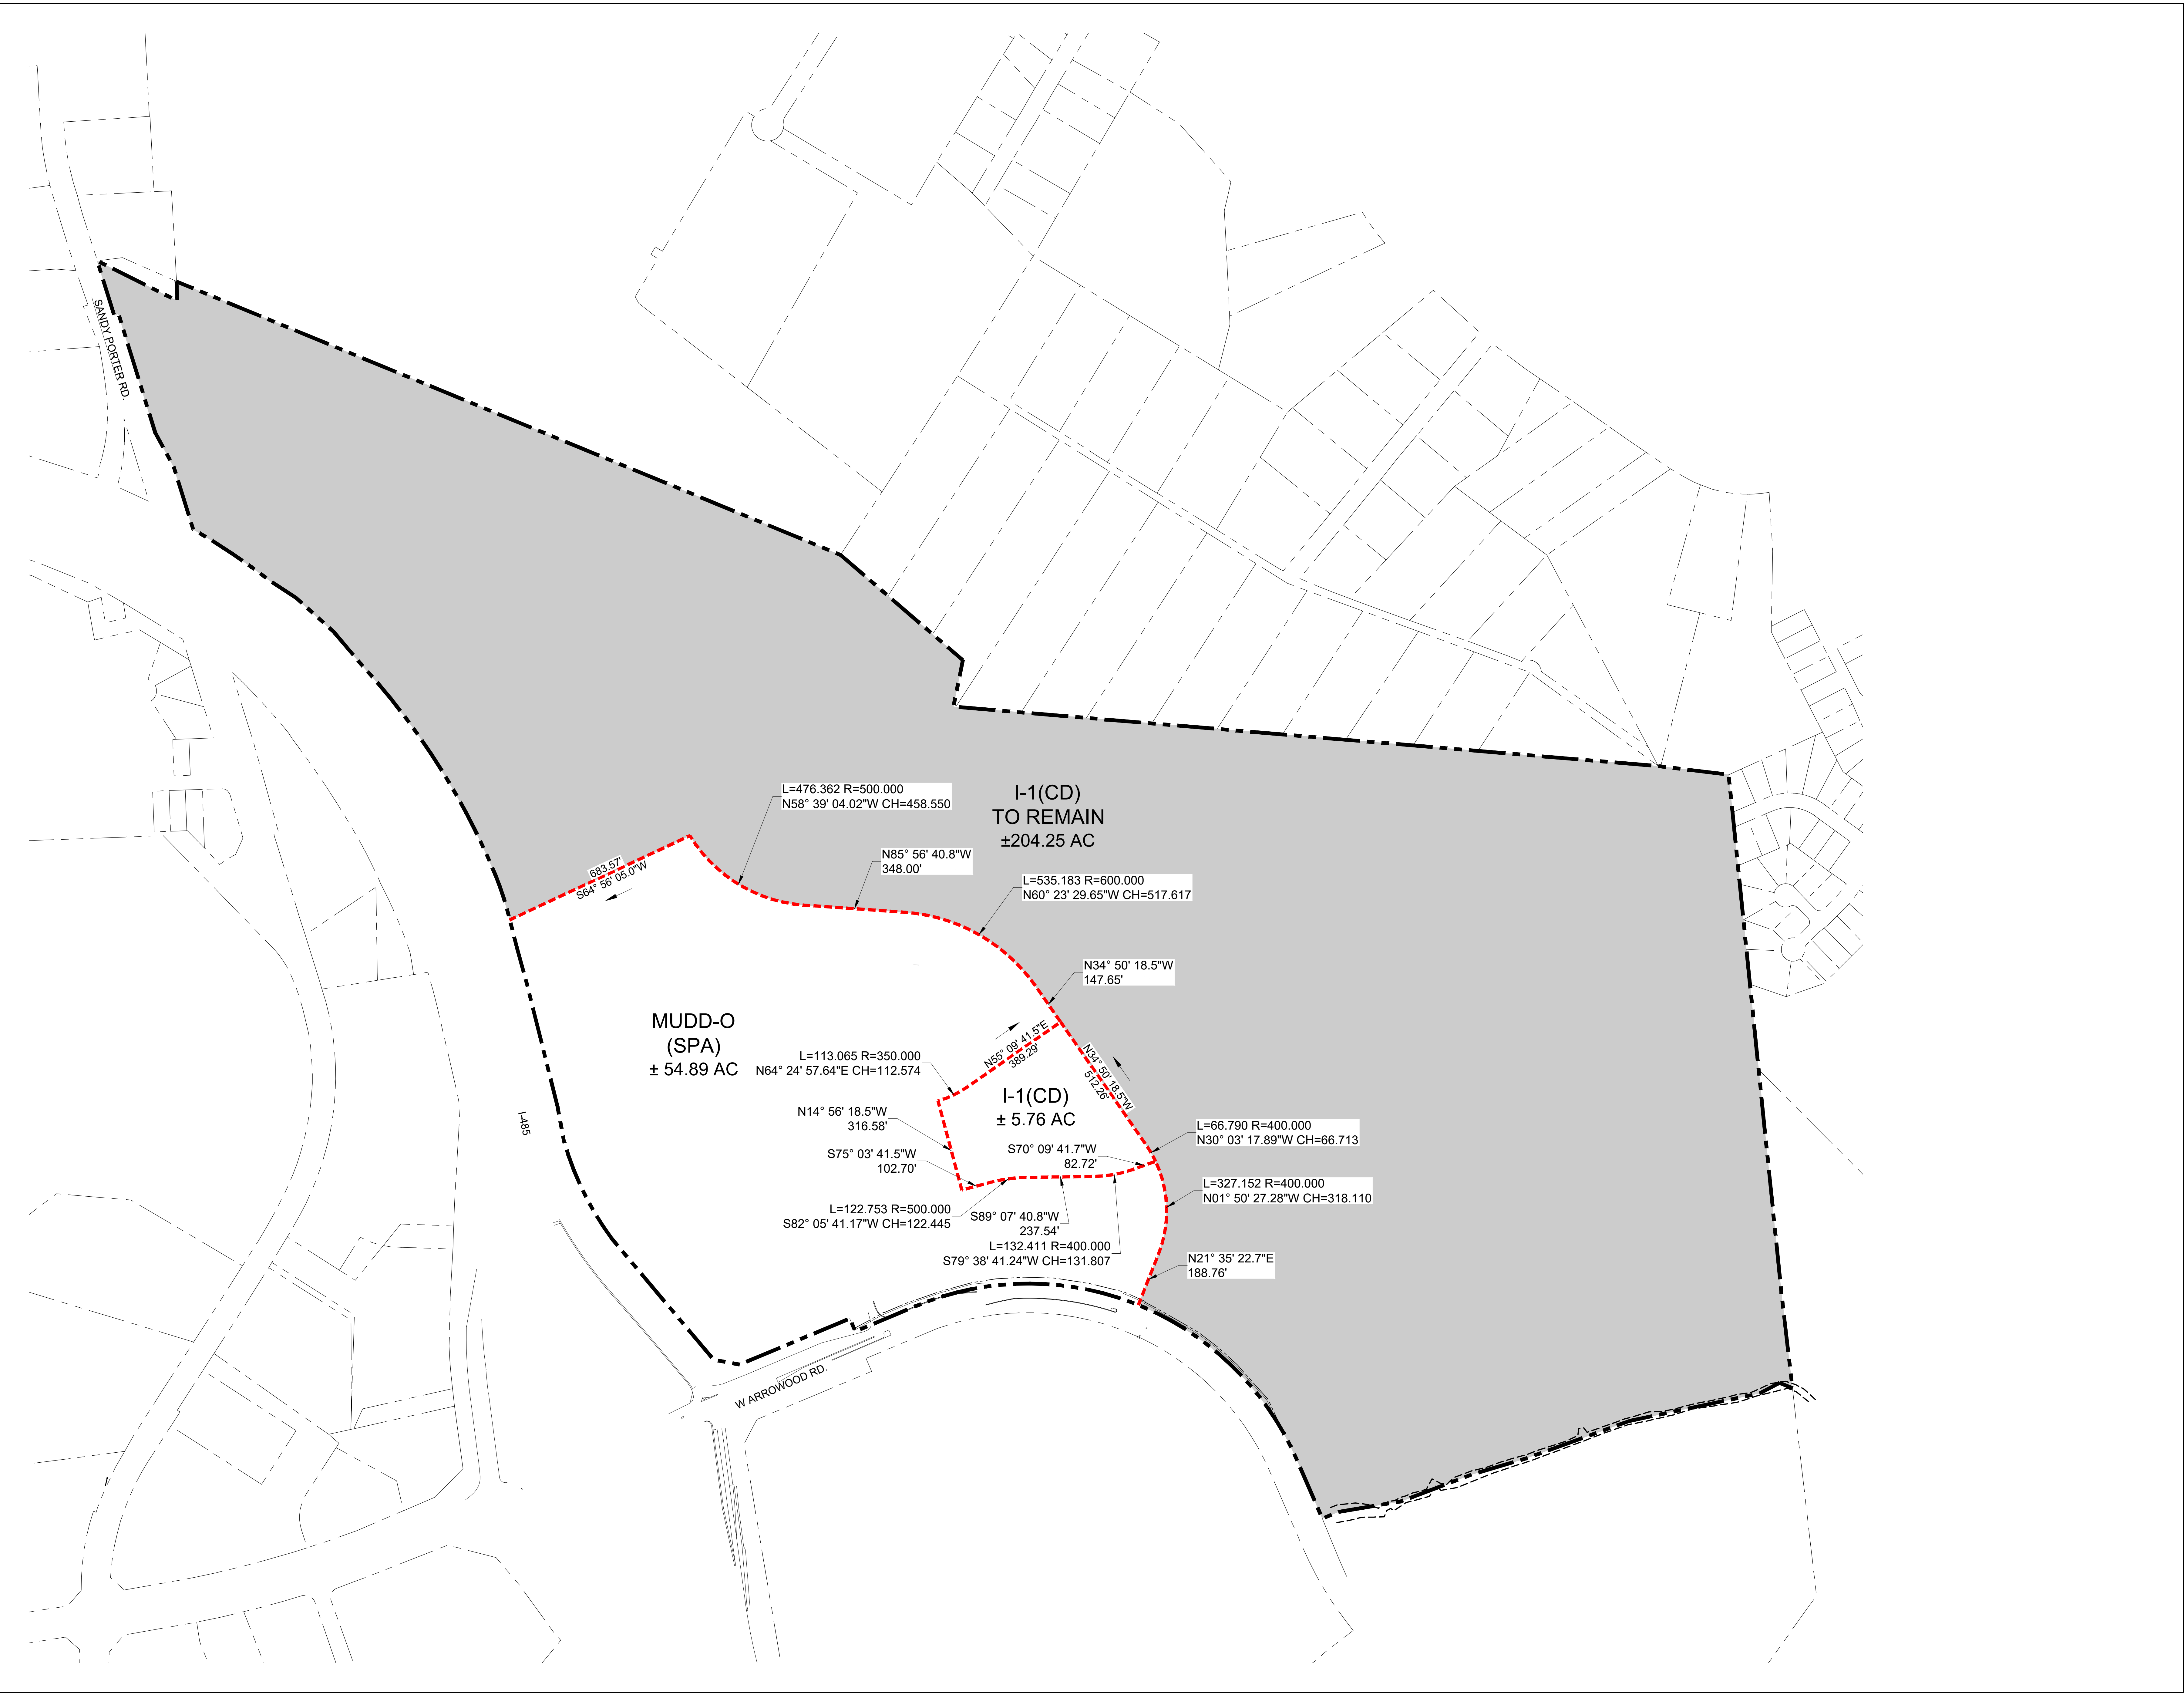 SANDY PORTER RD.
L=476.362 R=500.000
N58° 39' 04.02"W CH=458.550
I-1(CD)
TO REMAIN
±204.25 AC
N85° 56' 40.8"W
348.00'
683.57'
S64° 56' 05.0"W
L=535.183 R=600.000
N60° 23' 29.65"W CH=517.617
N34° 50' 18.5"W
147.65'
MUDD-O
(SPA)
± 54.89 AC
N55° 09' 41.5"E
389.29'
L=113.065 R=350.000
N64° 24' 57.64"E CH=112.574
N34° 50' 18.5"W
512.26'
I-1(CD)
± 5.76 AC
I-485
N14° 56' 18.5"W
316.58'
L=66.790 R=400.000
N30° 03' 17.89"W CH=66.713
S75° 03' 41.5"W
102.70'
S70° 09' 41.7"W
82.72'
L=327.152 R=400.000
N01° 50' 27.28"W CH=318.110
L=122.753 R=500.000
S82° 05' 41.17"W CH=122.445
S89° 07' 40.8"W
237.54'
L=132.411 R=400.000
S79° 38' 41.24"W CH=131.807
N21° 35' 22.7"E
188.76'
W ARROWOOD RD.